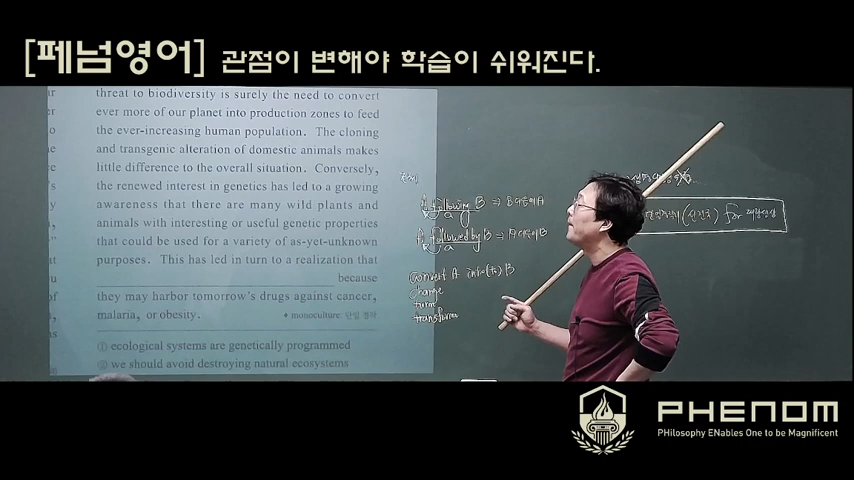 [페넘영어] 관점이 변해야 학습이 쉬워진다.
threat to biodiversity is surely the need to convert
ever more of our planet into production zones to feed
the ever-increasing human population. The cloning
and transgenic alteration of domestic animals makes
little difference to the overall situation. Conversely,
the renewed interest in genetics has led to a growing
awareness that there are many wild plants and
animals with interesting or useful genetic properties
that could be used for a variety of as-yet-unknown
purposes. This has led in turn to a realization that
because
they may harbor tomorrow's drugs against cancer,
malaria, or obesity.
* monoculture: 단일 경작
① ecological systems are genetically programmed
② we should avoid destroying natural ecosystems
A following B ⇒ B 다음에 A
a
A followed by B ⇒ A 다음에 B
a
convert A into(to) B
change
turn
transform
for
PHENOM
PHilosophy ENables One to be Magnificent